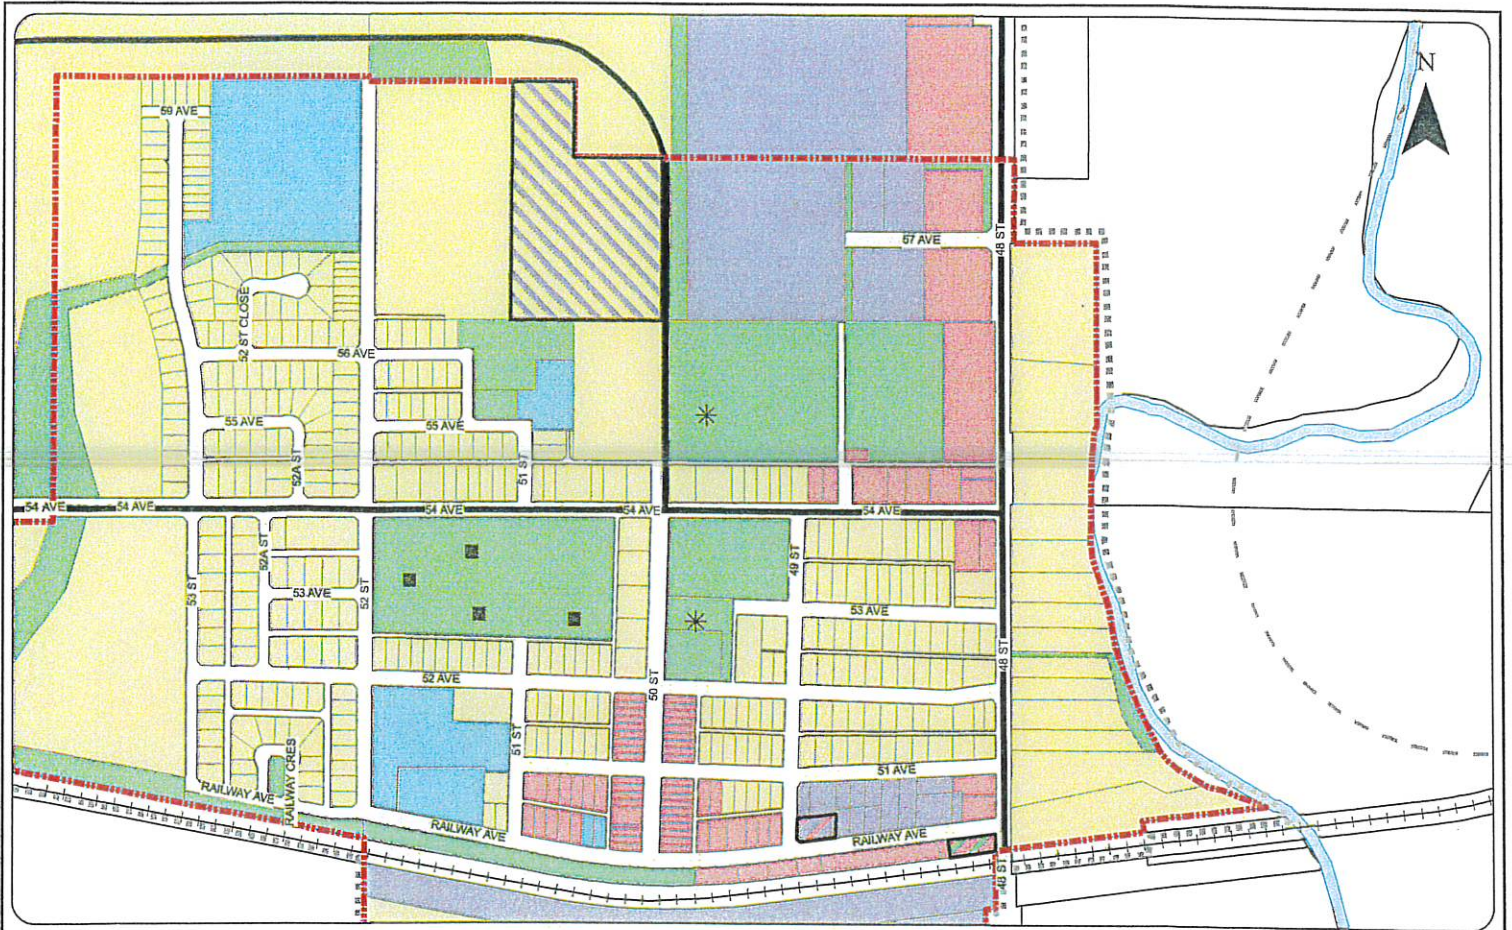 N
59 AVE
57 AVE
48 ST
52 ST CLOSE
56 AVE
55 AVE
55 AVE
52A ST
51 ST
54 AVE
54 AVE
54 AVE
54 AVE
54 AVE
53 ST
52A ST
53 AVE
52 ST
49 ST
53 AVE
48 ST
52 AVE
50 ST
51 ST
51 AVE
RAILWAY AVE
RAILWAY CRES
RAILWAY AVE
RAILWAY AVE
48 ST